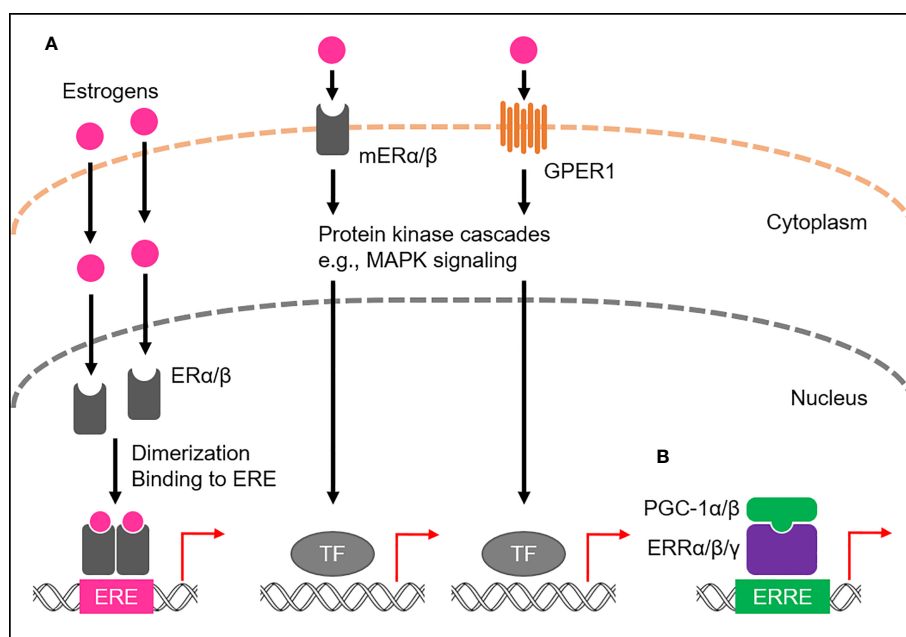 A
Estrogens
mERα/β
GPER1
Cytoplasm
Protein kinase cascades
e.g., MAPK signaling
ERα/β
Nucleus
Dimerization
Binding to ERE
B
PGC-1α/β
ERRα/β/γ
TF
TF
ERE
ERRE